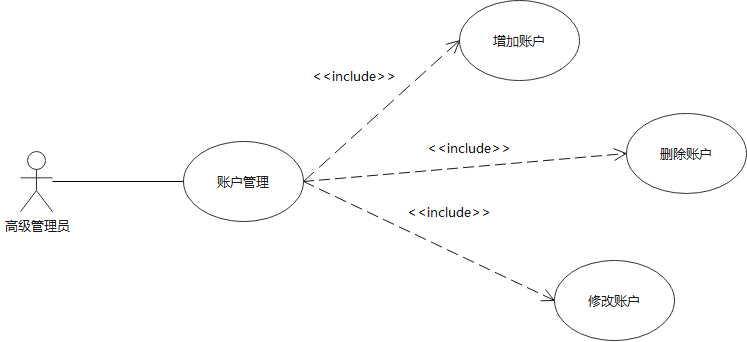 增加账户
<<include>>
<<include>>
删除账户
账户管理
<<include>>
高级管理员
修改账户